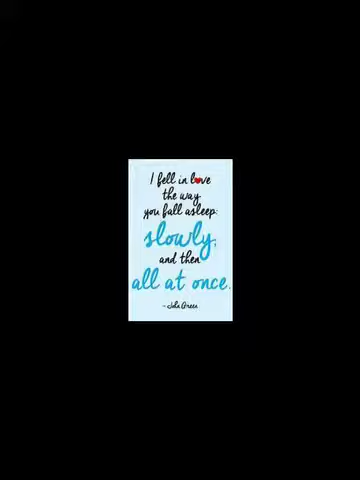 I fell in love
the way
you fall asleep:
slowly,
and then
all at once.
- John Green